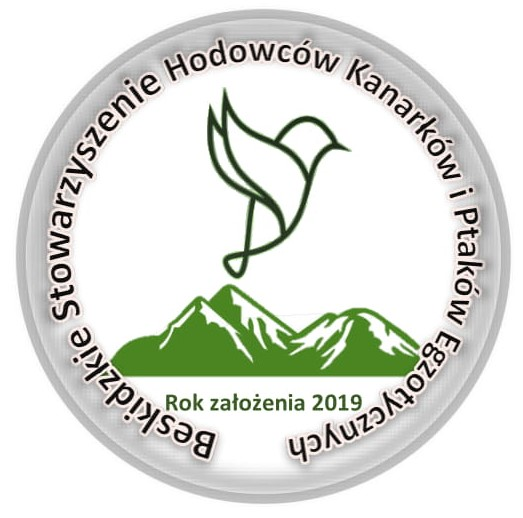 Beskidzkie Stowarzyszenie Hodowców Kanarków i Ptaków Egzotycznych
Rok założenia 2019